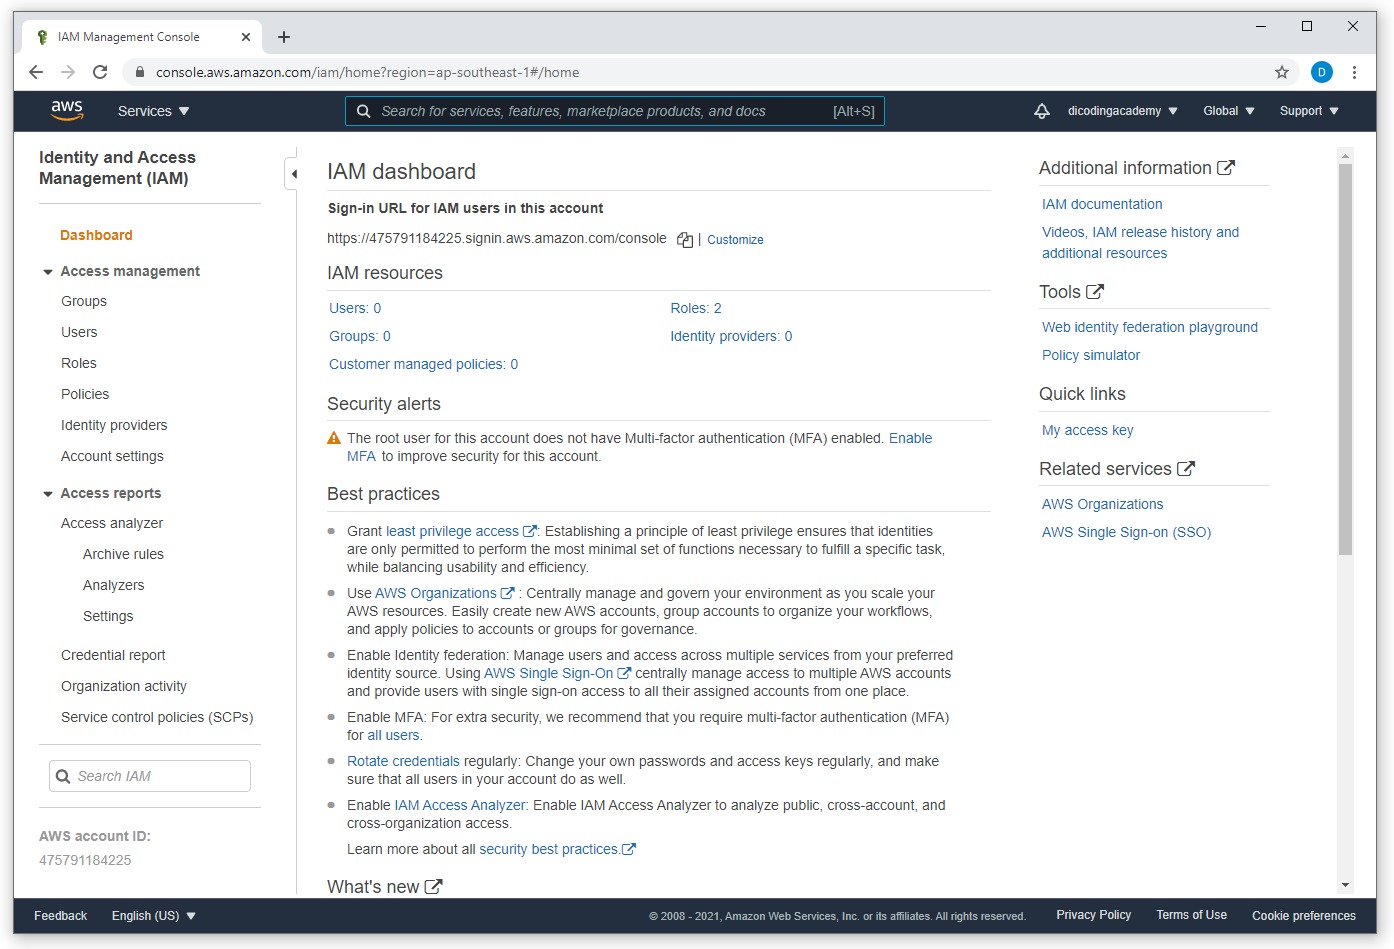 IAM Management Console
console.aws.amazon.com/iam/home?region=ap-southeast-1#/home
D
aws
Services
Search for services, features, marketplace products, and docs
[Alt+S]
dicodingacademy
Global
Support
Identity and Access
Management (IAM)
Dashboard
Access management
Groups
Users
Roles
Policies
Identity providers
Account settings
Access reports
Access analyzer
Archive rules
Analyzers
Settings
Credential report
Organization activity
Service control policies (SCPs)
Search IAM
AWS account ID:
475791184225
IAM dashboard
Sign-in URL for IAM users in this account
https://475791184225.signin.aws.amazon.com/console | Customize
IAM resources
Users: 0
Roles: 2
Groups: 0
Identity providers: 0
Customer managed policies: 0
Security alerts
The root user for this account does not have Multi-factor authentication (MFA) enabled. Enable
MFA to improve security for this account.
Best practices
Grant least privilege access : Establishing a principle of least privilege ensures that identities
are only permitted to perform the most minimal set of functions necessary to fulfill a specific task,
while balancing usability and efficiency.
Use AWS Organizations : Centrally manage and govern your environment as you scale your
AWS resources. Easily create new AWS accounts, group accounts to organize your workflows,
and apply policies to accounts or groups for governance.
Enable Identity federation: Manage users and access across multiple services from your preferred
identity source. Using AWS Single Sign-On centrally manage access to multiple AWS accounts
and provide users with single sign-on access to all their assigned accounts from one place.
Enable MFA: For extra security, we recommend that you require multi-factor authentication (MFA)
for all users.
Rotate credentials regularly: Change your own passwords and access keys regularly, and make
sure that all users in your account do as well.
Enable IAM Access Analyzer: Enable IAM Access Analyzer to analyze public, cross-account, and
cross-organization access.
Learn more about all security best practices.
What's new
Additional information
IAM documentation
Videos, IAM release history and
additional resources
Tools
Web identity federation playground
Policy simulator
Quick links
My access key
Related services
AWS Organizations
AWS Single Sign-on (SSO)
Feedback
English (US)
© 2008 - 2021, Amazon Web Services, Inc. or its affiliates. All rights reserved.
Privacy Policy
Terms of Use
Cookie preferences